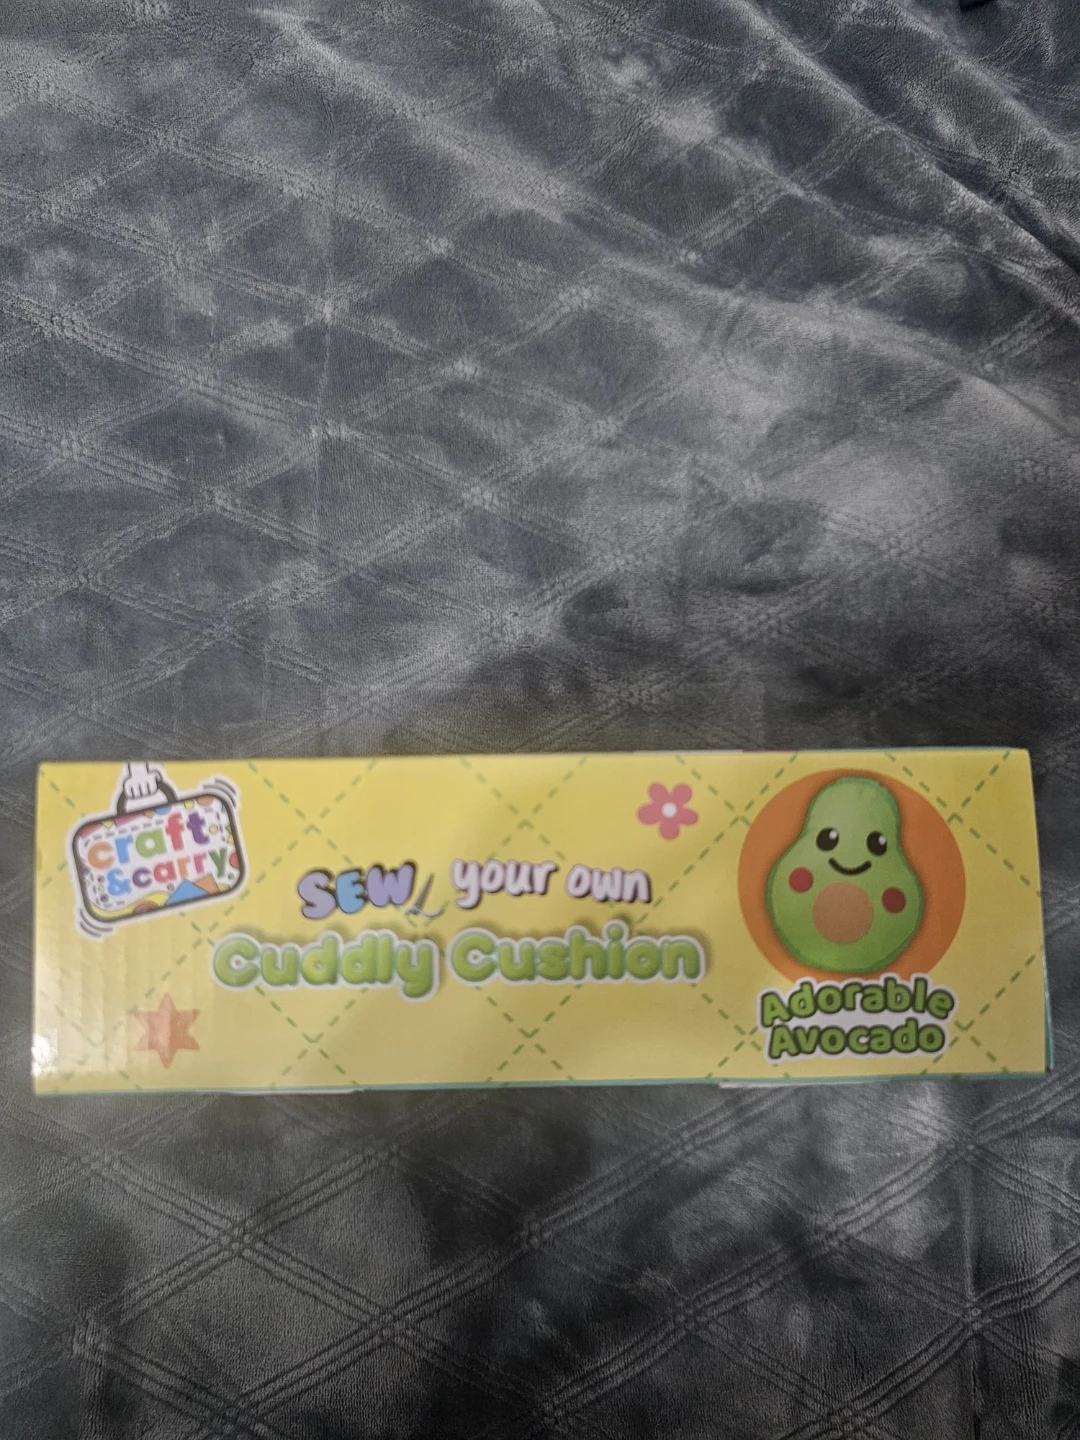 craft
&carry
SEW your own
Cuddly Cushion
Adorable
Avocado